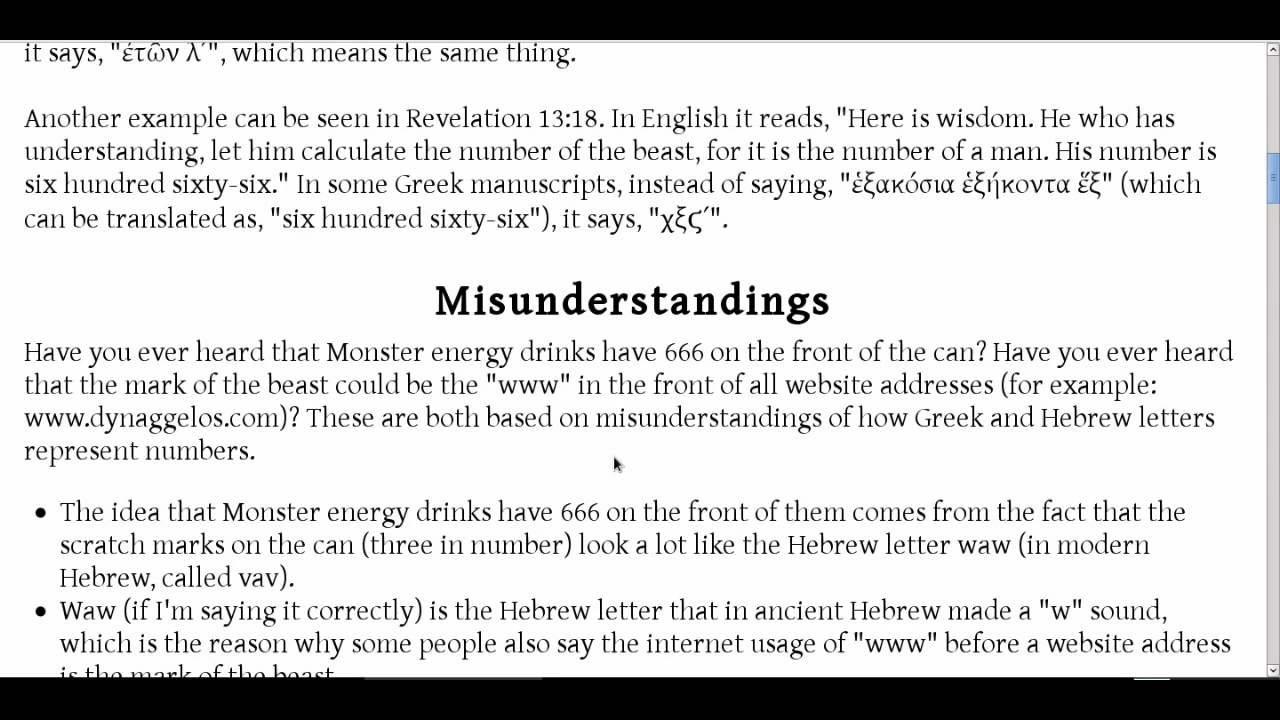 it says, "ἐτῶν λ´", which means the same thing.
Another example can be seen in Revelation 13:18. In English it reads, "Here is wisdom. He who has
understanding, let him calculate the number of the beast, for it is the number of a man. His number is
six hundred sixty-six." In some Greek manuscripts, instead of saying, "ἑξακόσια ἑξήκοντα ἕξ" (which
can be translated as, "six hundred sixty-six"), it says, "χξϛ´".
Misunderstandings
Have you ever heard that Monster energy drinks have 666 on the front of the can? Have you ever heard
that the mark of the beast could be the "www" in the front of all website addresses (for example:
www.dynaggelos.com)? These are both based on misunderstandings of how Greek and Hebrew letters
represent numbers.
• The idea that Monster energy drinks have 666 on the front of them comes from the fact that the
scratch marks on the can (three in number) look a lot like the Hebrew letter waw (in modern
Hebrew, called vav).
• Waw (if I'm saying it correctly) is the Hebrew letter that in ancient Hebrew made a "w" sound,
which is the reason why some people also say the internet usage of "www" before a website address
is the mark of the beast.